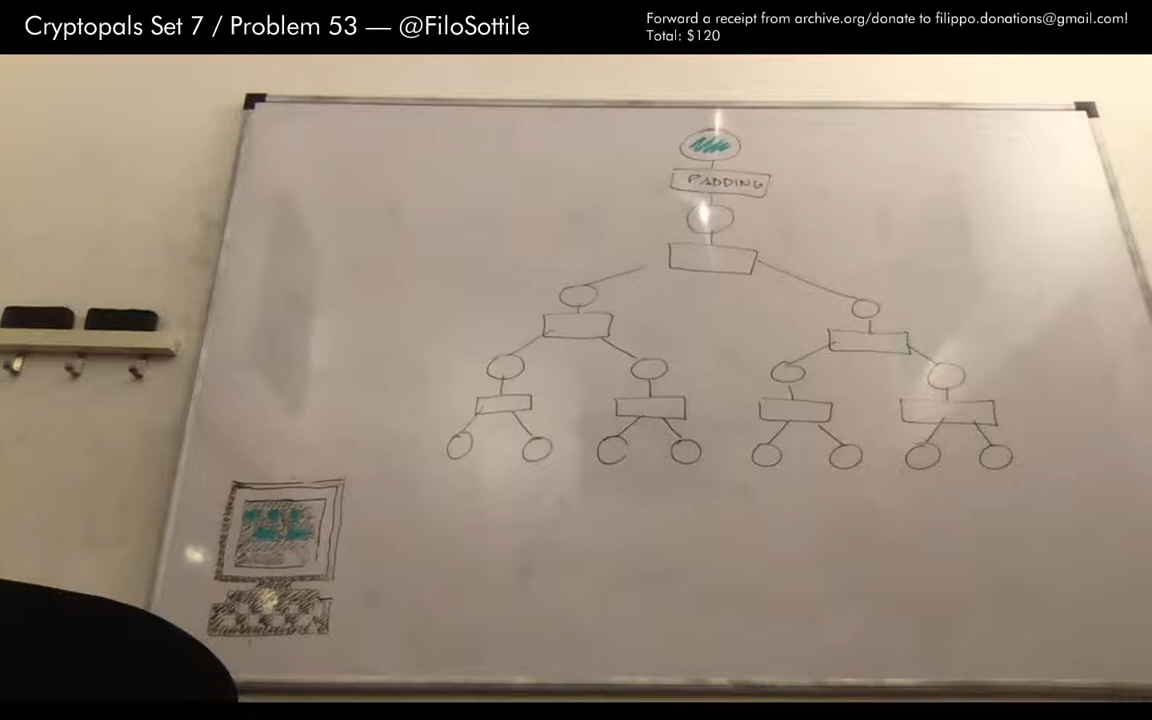 Cryptopals Set 7 / Problem 53 — @FiloSottile
Forward a receipt from archive.org/donate to filippo.donations@gmail.com!
Total: $120
PADDING